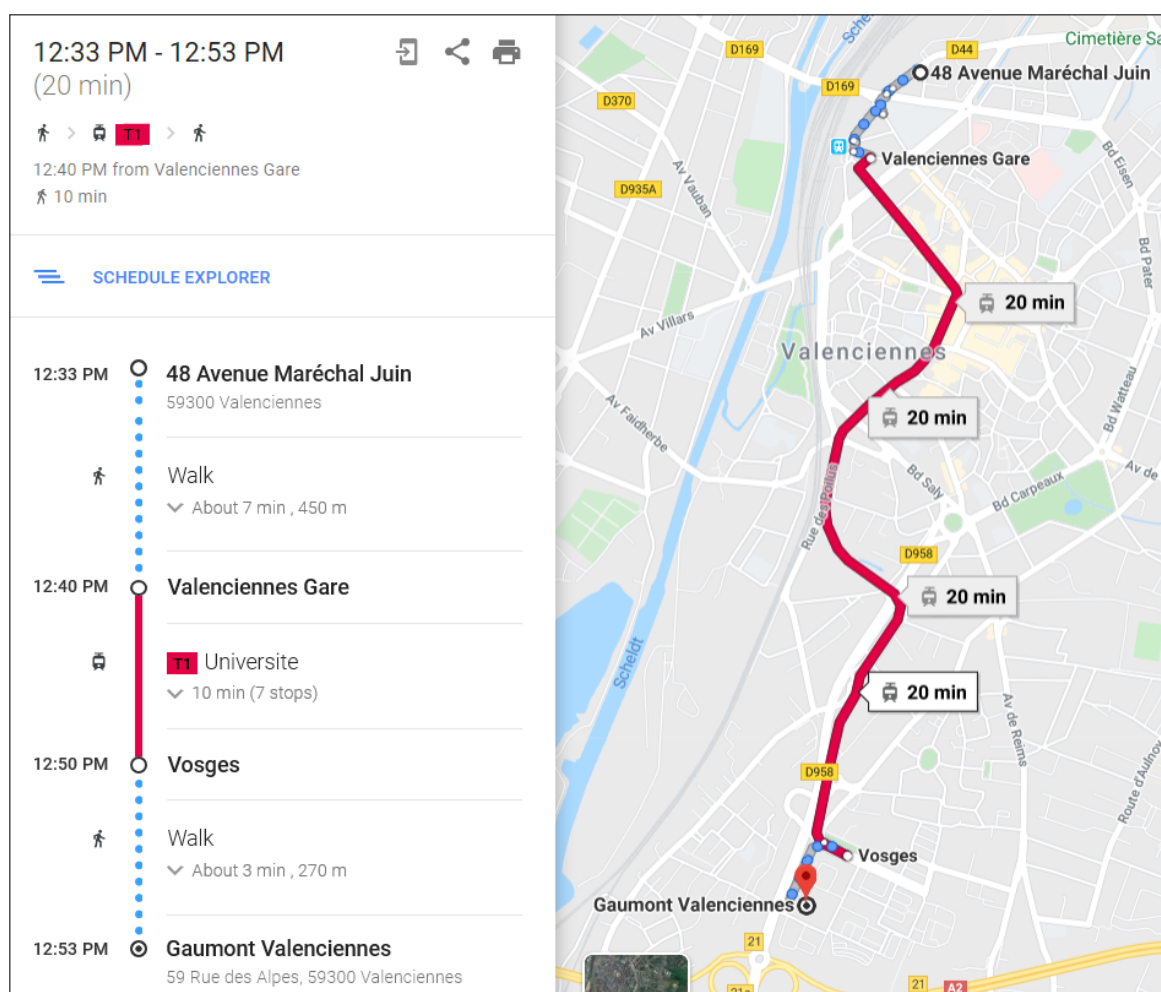 12:33 PM - 12:53 PM
(20 min)
T1
12:40 PM from Valenciennes Gare
10 min
SCHEDULE EXPLORER
12:33 PM
48 Avenue Maréchal Juin
59300 Valenciennes
Walk
About 7 min , 450 m
12:40 PM
Valenciennes Gare
T1 Universite
10 min (7 stops)
12:50 PM
Vosges
Walk
About 3 min , 270 m
12:53 PM
Gaumont Valenciennes
59 Rue des Alpes, 59300 Valenciennes
Cimetière Sa
D169
D44
48 Avenue Maréchal Juin
D169
D370
Valenciennes Gare
Bd Eisen
Av Vauban
D935A
Bd Pater
20 min
Av Villars
Valenciennes
Bd Watteau
Av Faidherbe
20 min
Bd Saly
Av de
Rue des Poilus
Bd Carpeaux
D958
20 min
Scheldt
20 min
Av de Reims
D958
Route d'Aulnoy
Vosges
Gaumont Valenciennes
21
21
A2